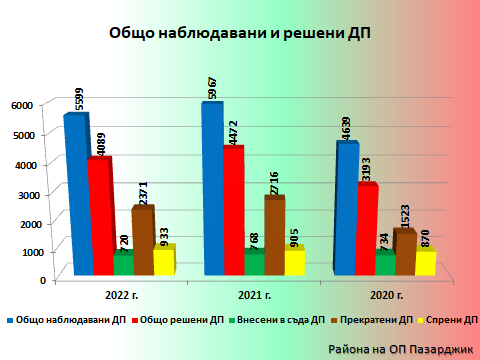 Общо наблюдавани и решени ДП
6000
5000
4000
3000
2000
1000
0
5599 4089 720 2371 933
5967 4472 768 2716 905
4639 3193 734 1523 870
2022 г. 2021 г. 2020 г.
Общо наблюдавани ДП Общо решени ДП Внесени в съда ДП Прекратени ДП Спрени ДП
Района на ОП Пазарджик